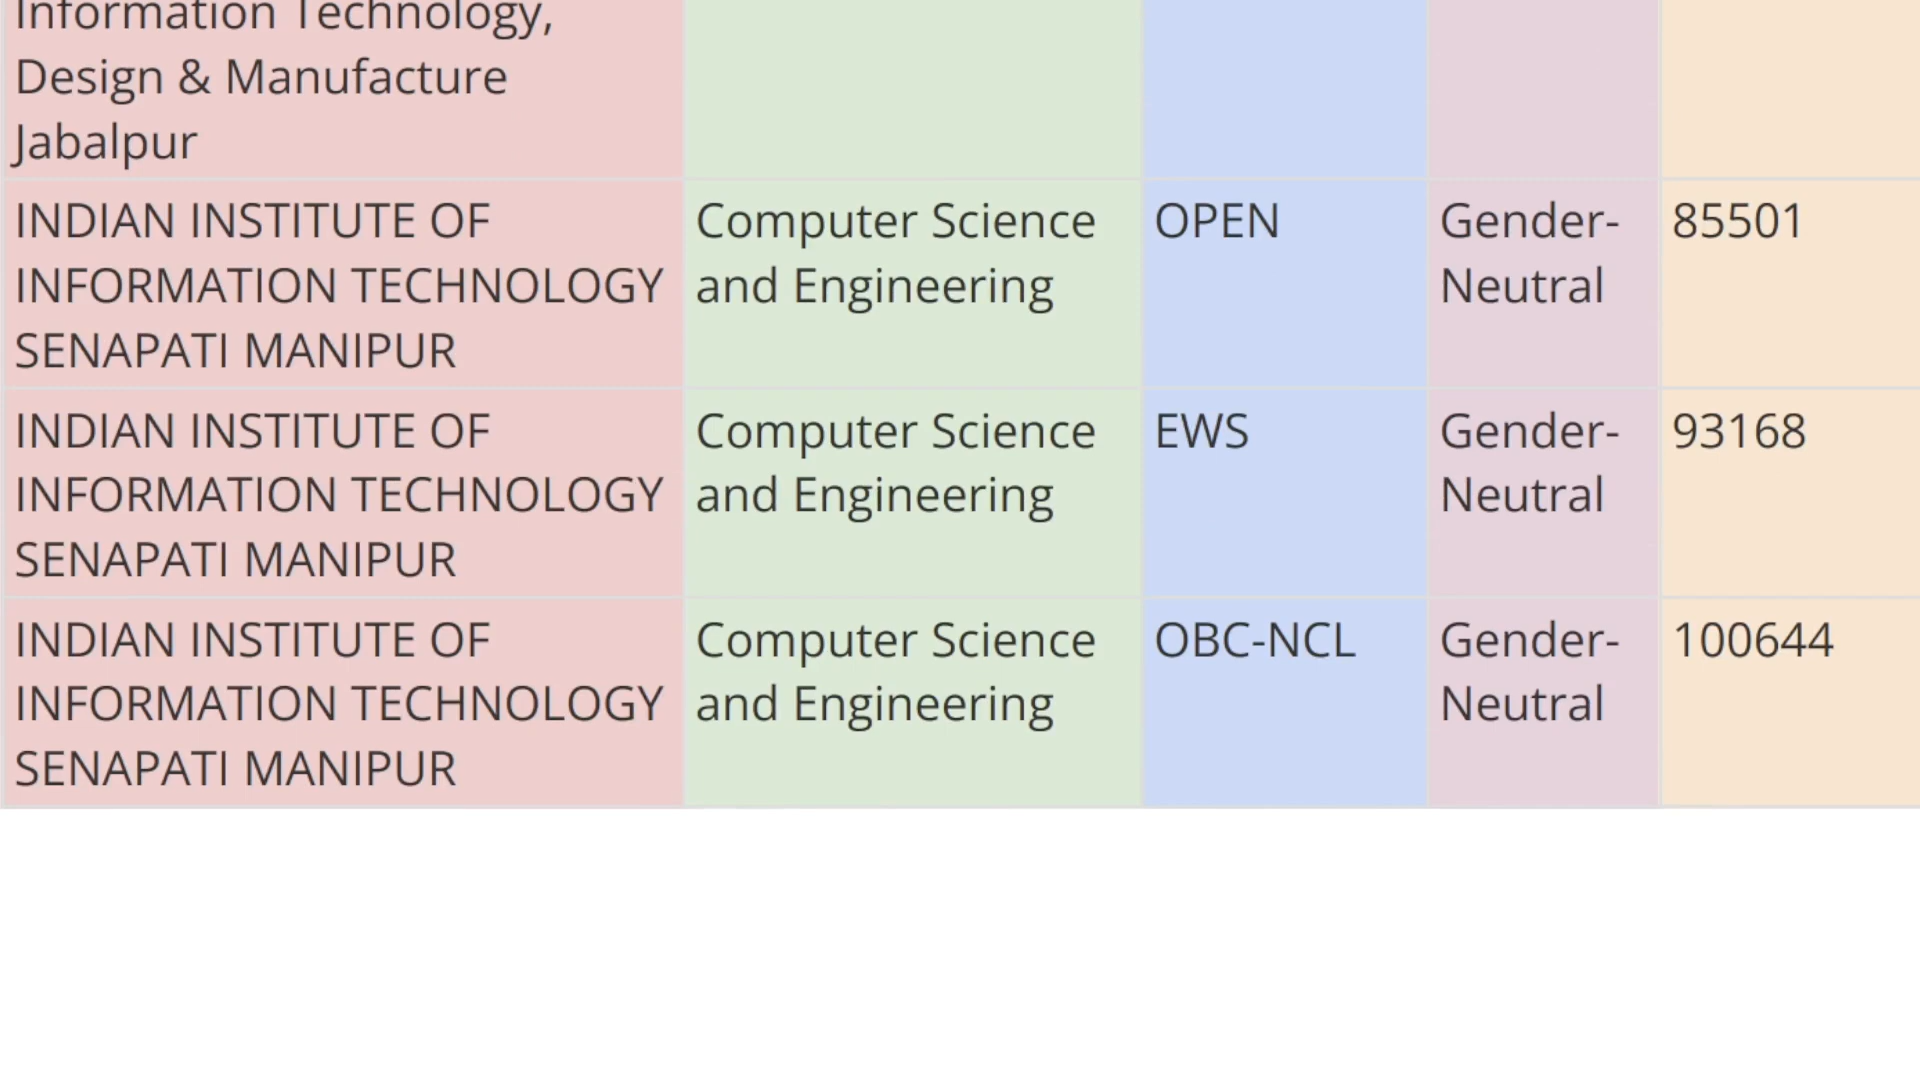 Information Technology,
Design & Manufacture
Jabalpur
INDIAN INSTITUTE OF
INFORMATION TECHNOLOGY
SENAPATI MANIPUR
Computer Science
and Engineering
OPEN
Gender-
Neutral
85501
INDIAN INSTITUTE OF
INFORMATION TECHNOLOGY
SENAPATI MANIPUR
Computer Science
and Engineering
EWS
Gender-
Neutral
93168
INDIAN INSTITUTE OF
INFORMATION TECHNOLOGY
SENAPATI MANIPUR
Computer Science
and Engineering
OBC-NCL
Gender-
Neutral
100644